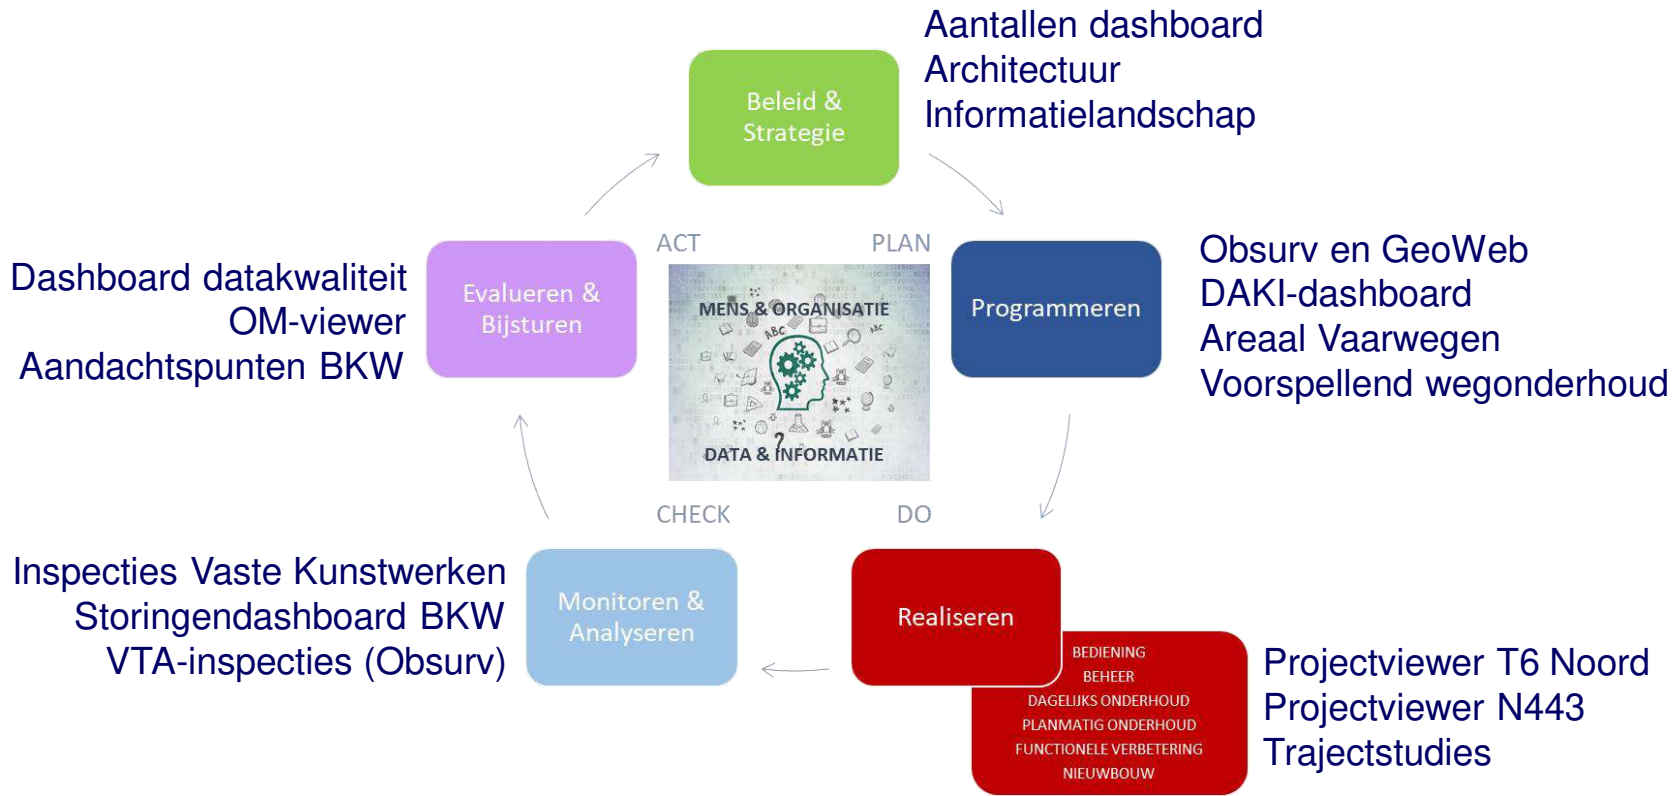 Aantallen dashboard
Architectuur
Informatielandschap
Beleid &
Strategie
ACT
PLAN
Dashboard datakwaliteit
OM-viewer
Aandachtspunten BKW
Evalueren &
Bijsturen
MENS & ORGANISATIE
ABC
ABC
?
DATA & INFORMATIE
Programmeren
Obsurv en GeoWeb
DAKI-dashboard
Areaal Vaarwegen
Voorspellend wegonderhoud
CHECK
DO
Inspecties Vaste Kunstwerken
Storingendashboard BKW
VTA-inspecties (Obsurv)
Monitoren &
Analyseren
Realiseren
BEDIENING
BEHEER
DAGELIJKS ONDERHOUD
PLANMATIG ONDERHOUD
FUNCTIONELE VERBETERING
NIEUWBOUW
Projectviewer T6 Noord
Projectviewer N443
Trajectstudies